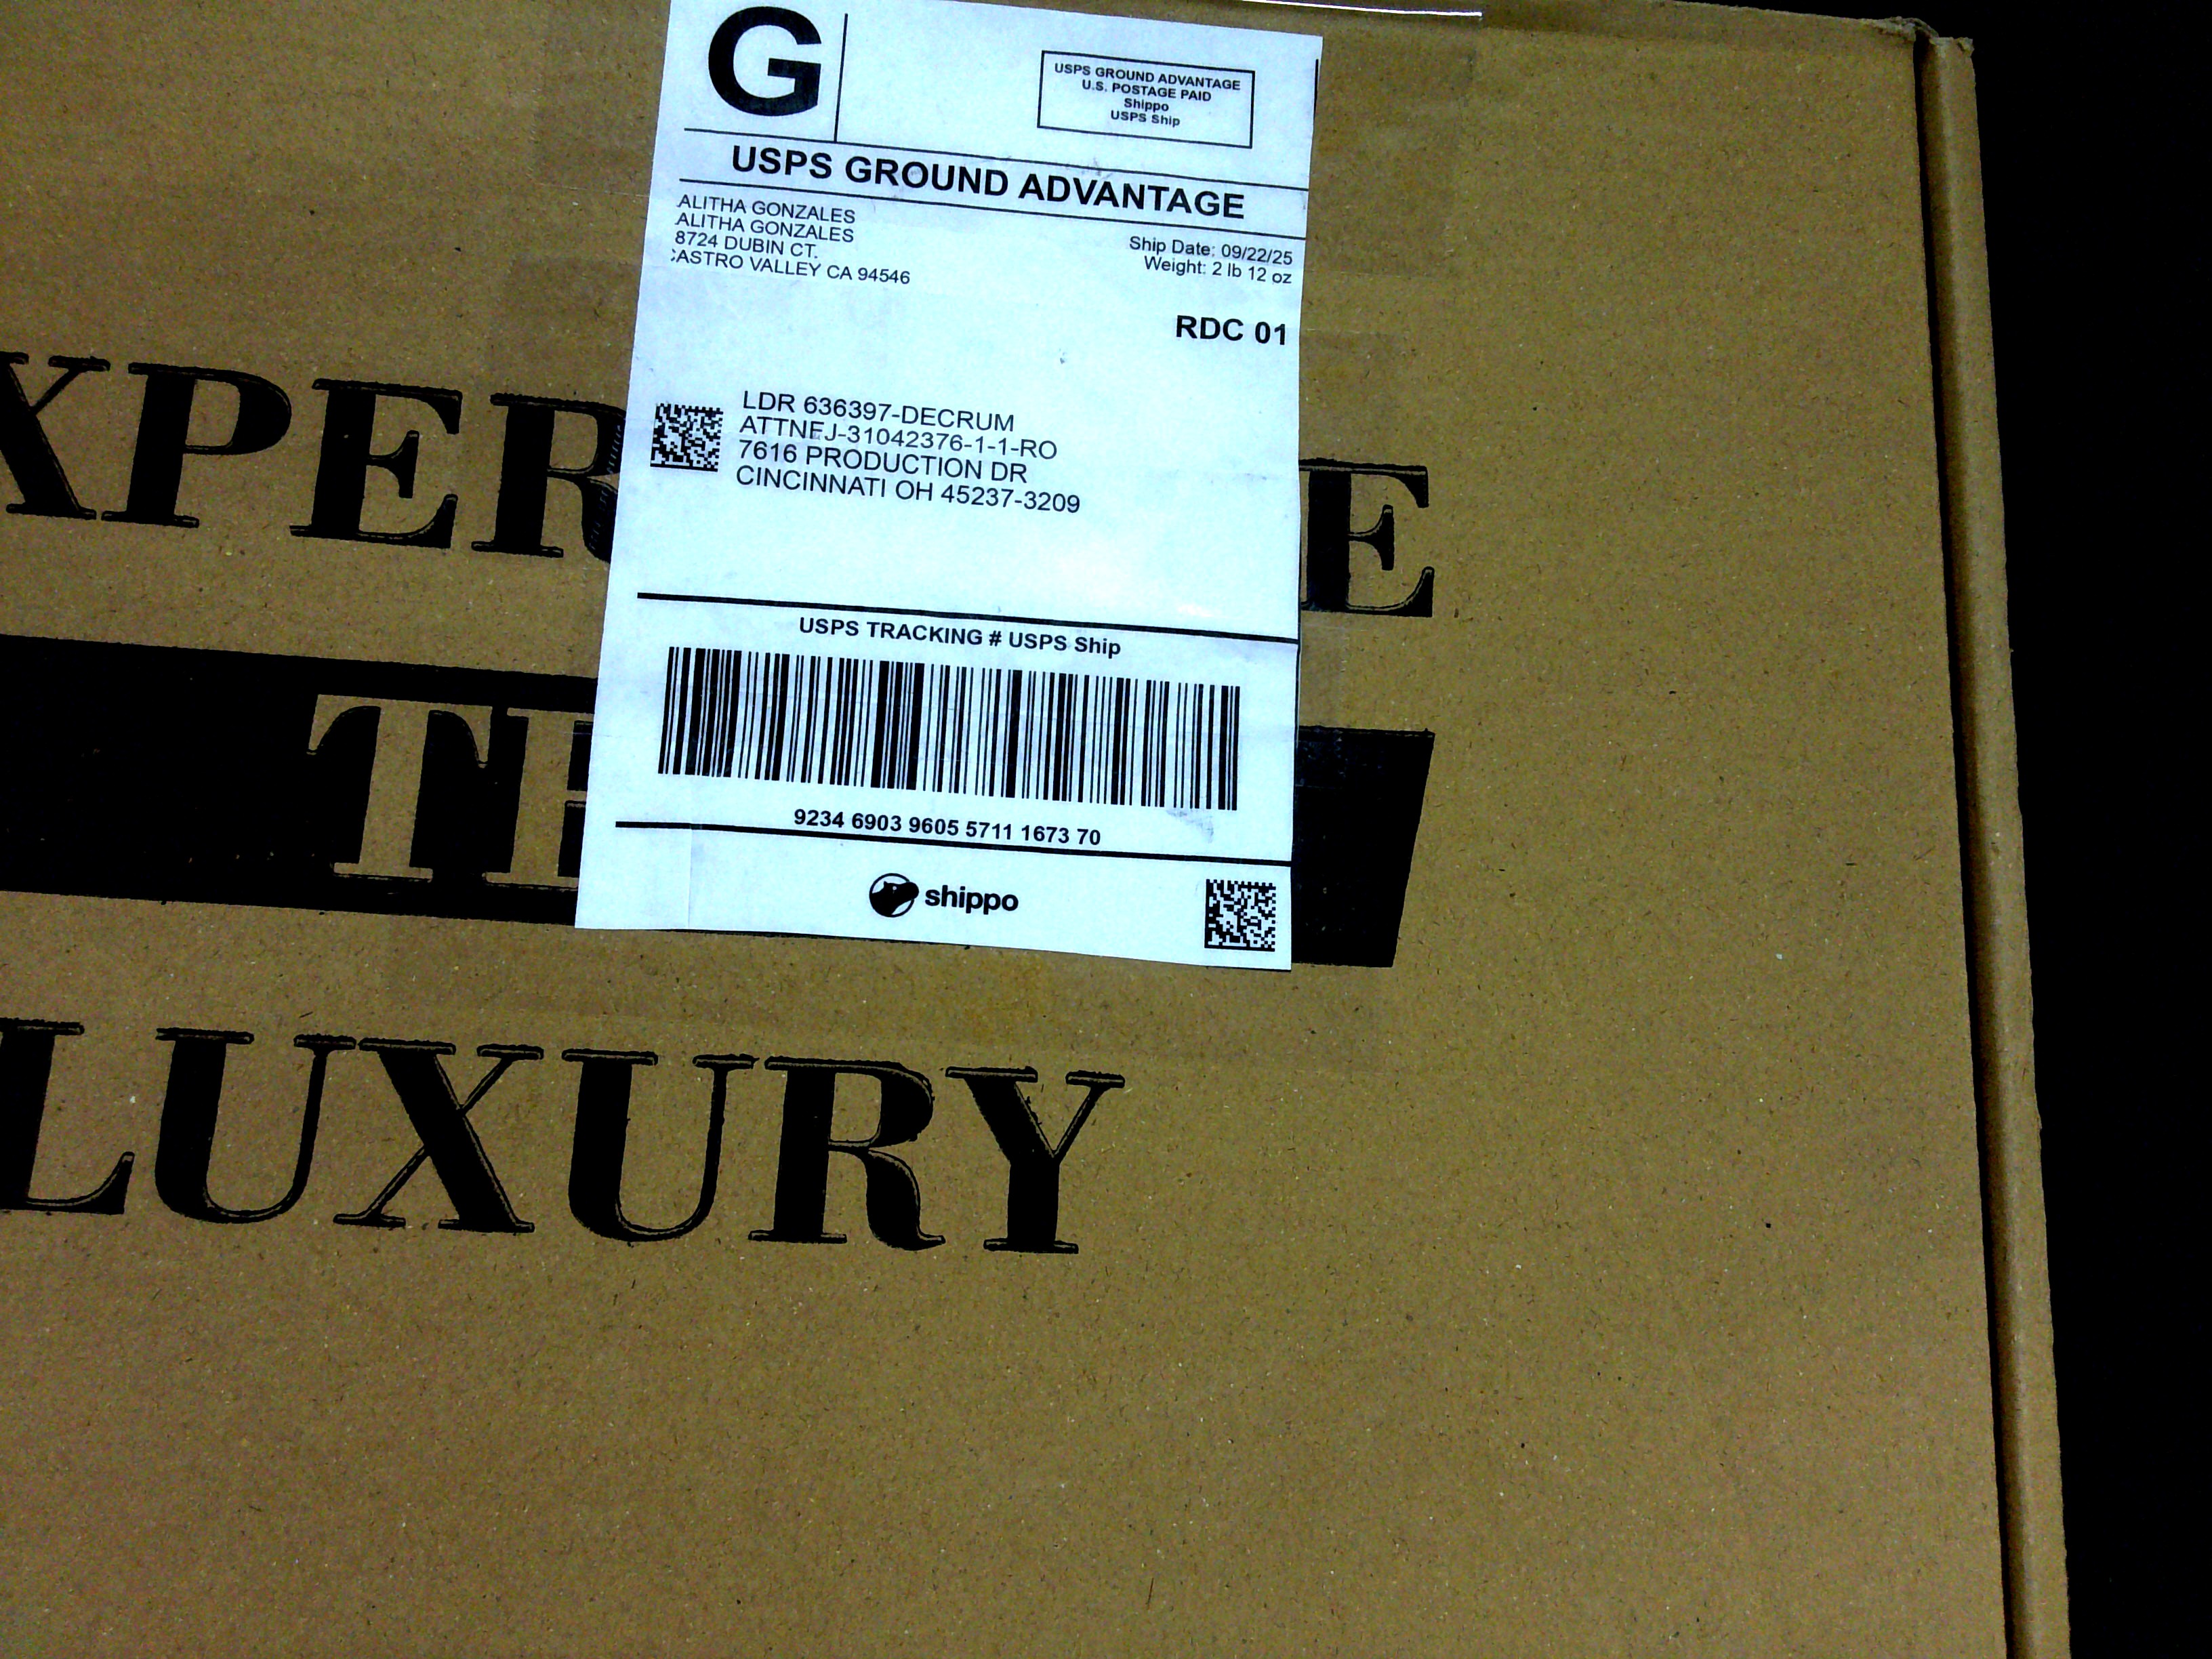 G
USPS GROUND ADVANTAGE
U.S. POSTAGE PAID
Shippo
USPS Ship
USPS GROUND ADVANTAGE
ALITHA GONZALES
ALITHA GONZALES
8724 DUBIN CT.
CASTRO VALLEY CA 94546
Ship Date: 09/22/25
Weight: 2 lb 12 oz
RDC 01
LDR 636397-DECRUM
ATTNFJ-31042376-1-1-RO
7616 PRODUCTION DR
CINCINNATI OH 45237-3209
USPS TRACKING # USPS Ship
9234 6903 9605 5711 1673 70
shippo
XPER E
TH
LUXURY